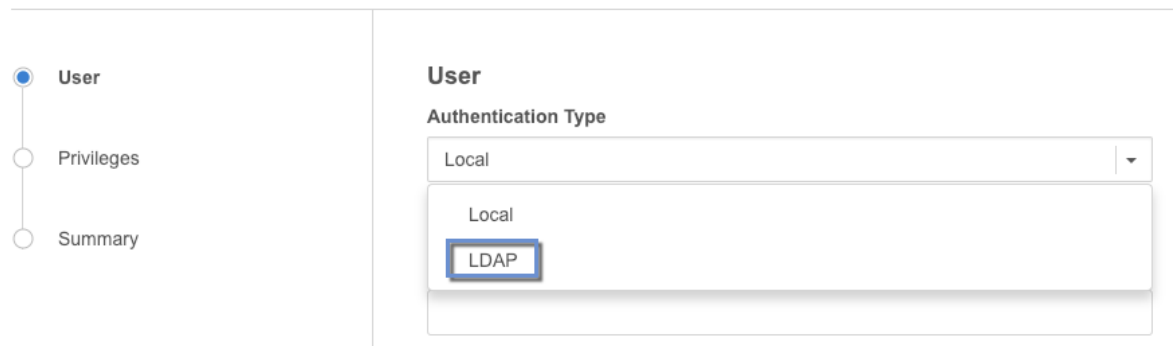 User
Privileges
Summary
User
Authentication Type
Local
Local
LDAP